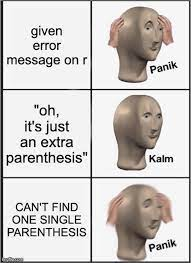 given
error
message on r
Panik
"oh,
it's just
an extra
parenthesis"
Kalm
CAN'T FIND
ONE SINGLE
PARENTHESIS
Panik